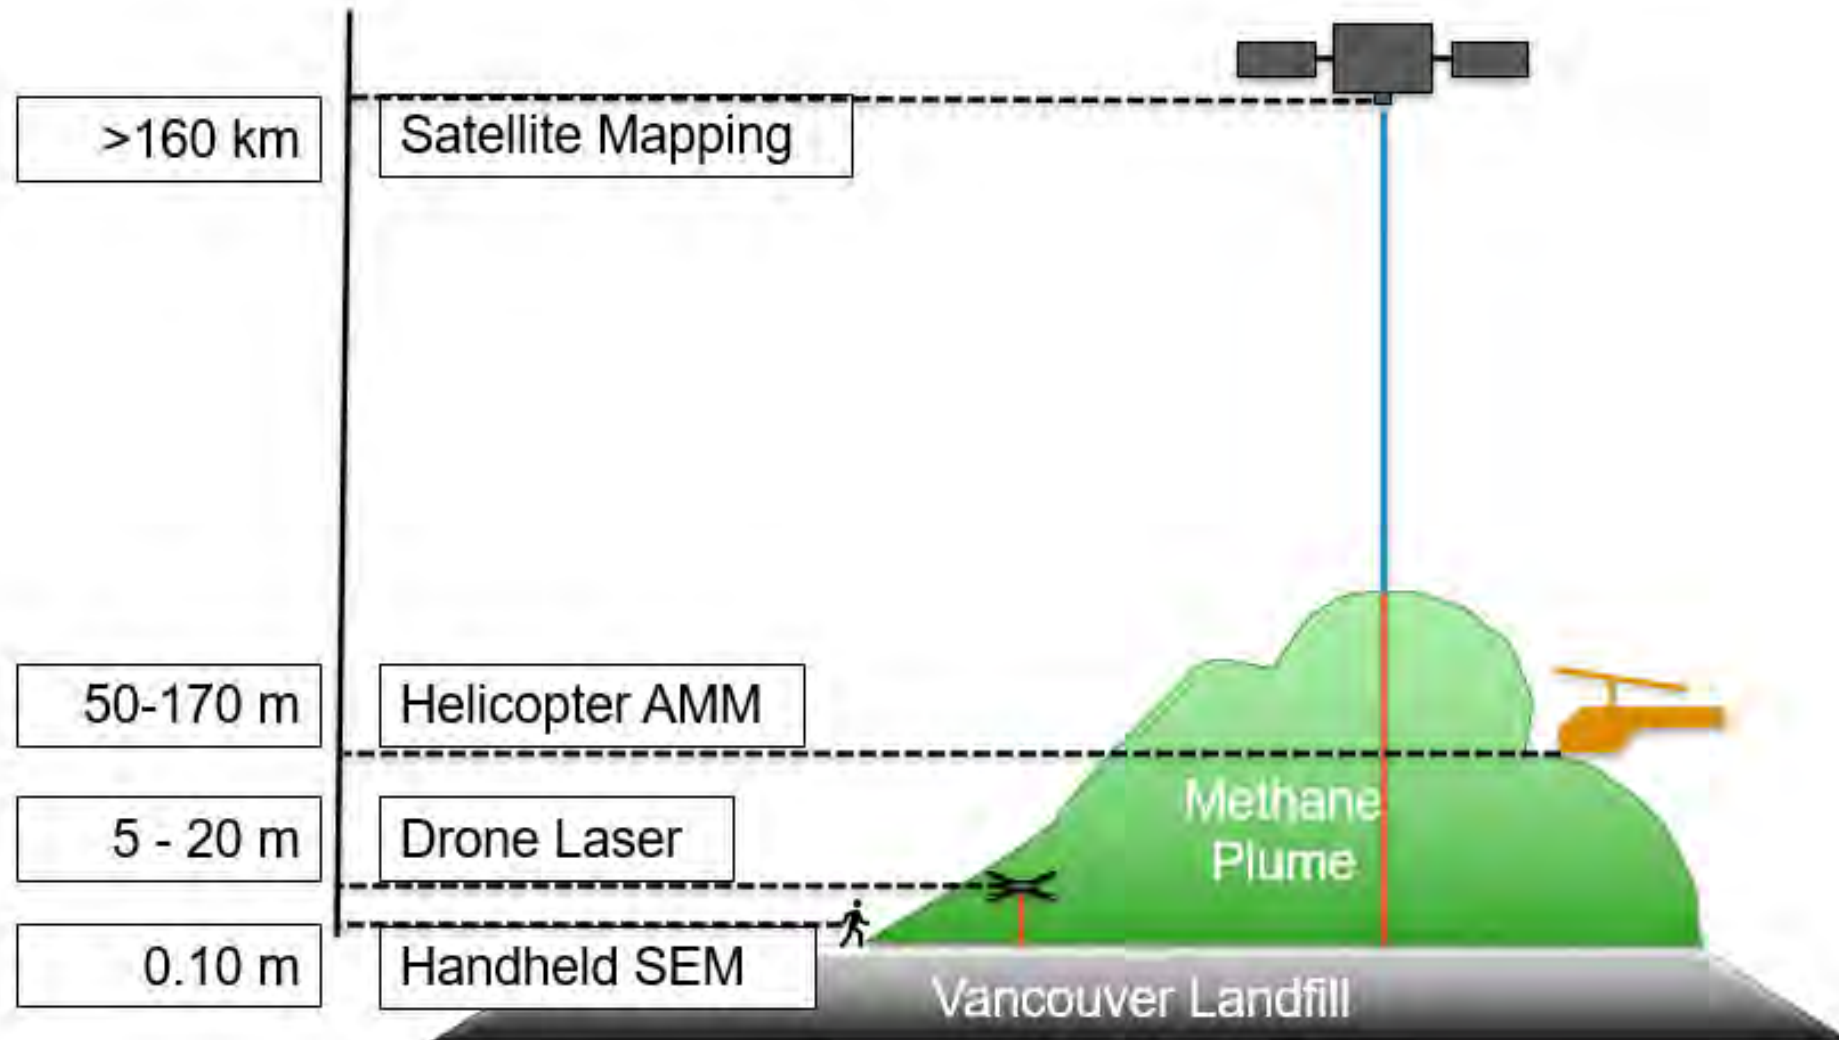 >160 km
Satellite Mapping
50-170 m
Helicopter AMM
5 - 20 m
Drone Laser
0.10 m
Handheld SEM
Methane
Plume
Vancouver Landfill